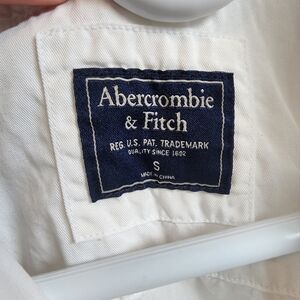 Abercrombie
& Fitch
REG. U.S. PAT. TRADEMARK
QUALITY SINCE 1892
S
MADE IN CHINA